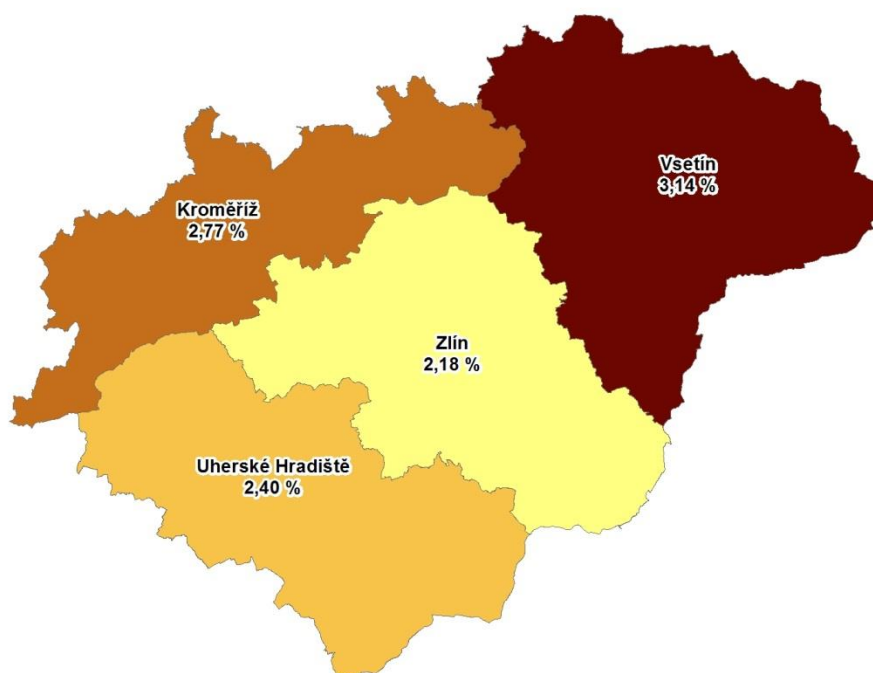 Vsetín
3,14 %
Kroměříž
2,77 %
Zlín
2,18 %
Uherské Hradiště
2,40 %